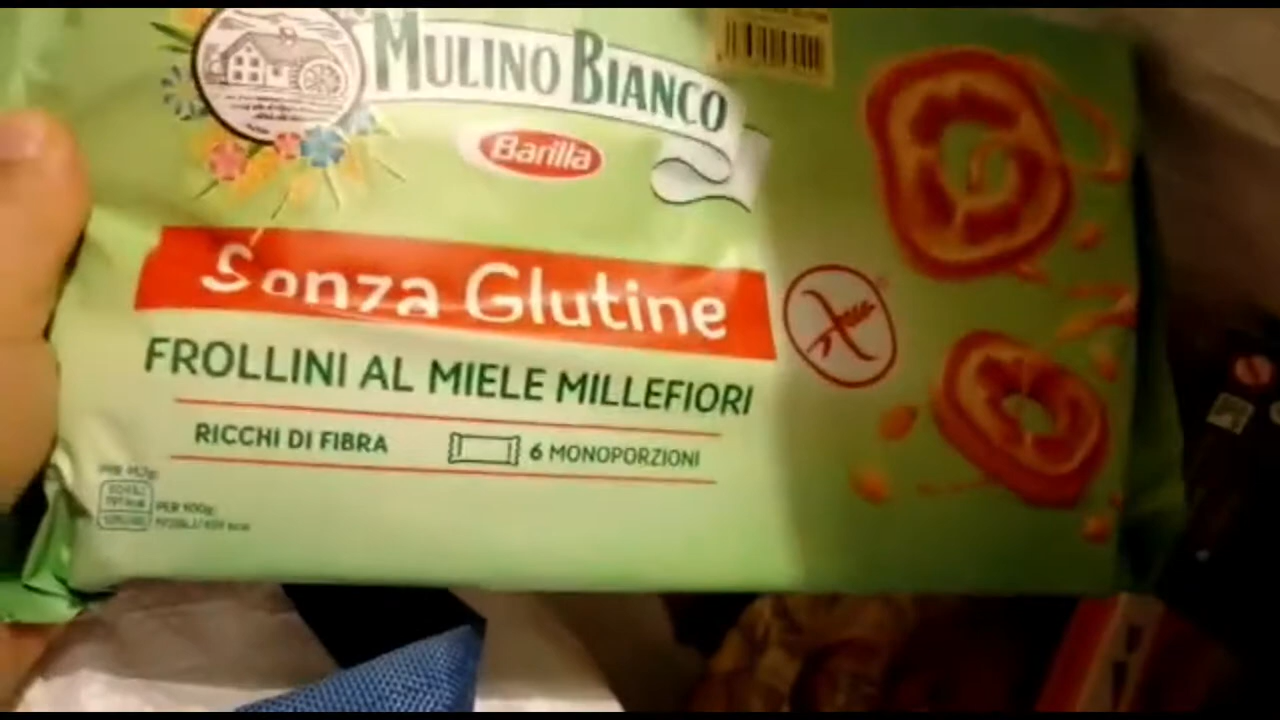 MULINO BIANCO
Barilla
Senza Glutine
FROLLINI AL MIELE MILLEFIORI
RICCHI DI FIBRA
6 MONOPORZIONI
PER 100g